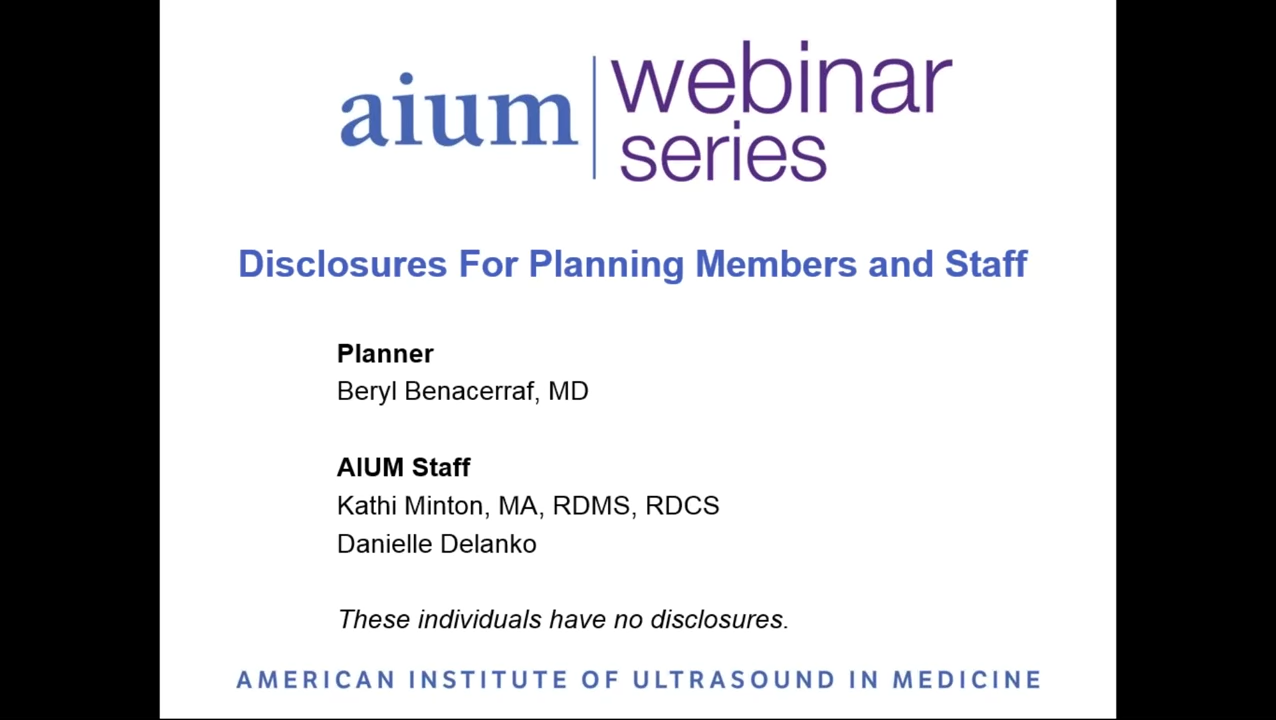 aium webinar
series
Disclosures For Planning Members and Staff
Planner
Beryl Benacerraf, MD
AIUM Staff
Kathi Minton, MA, RDMS, RDCS
Danielle Delanko
These individuals have no disclosures.
AMERICAN INSTITUTE OF ULTRASOUND IN MEDICINE